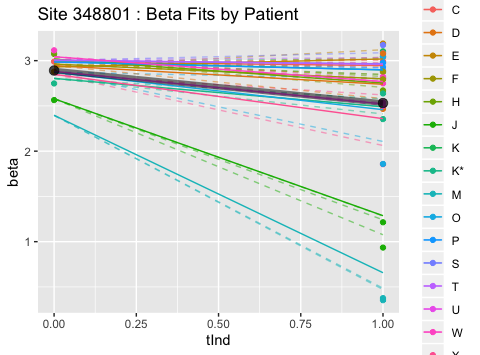 Site 348801 : Beta Fits by Patient
beta
3
2
1
0.00 0.25 0.50 0.75 1.00
tInd
C
D
E
F
H
J
K
K*
M
O
P
S
T
U
W